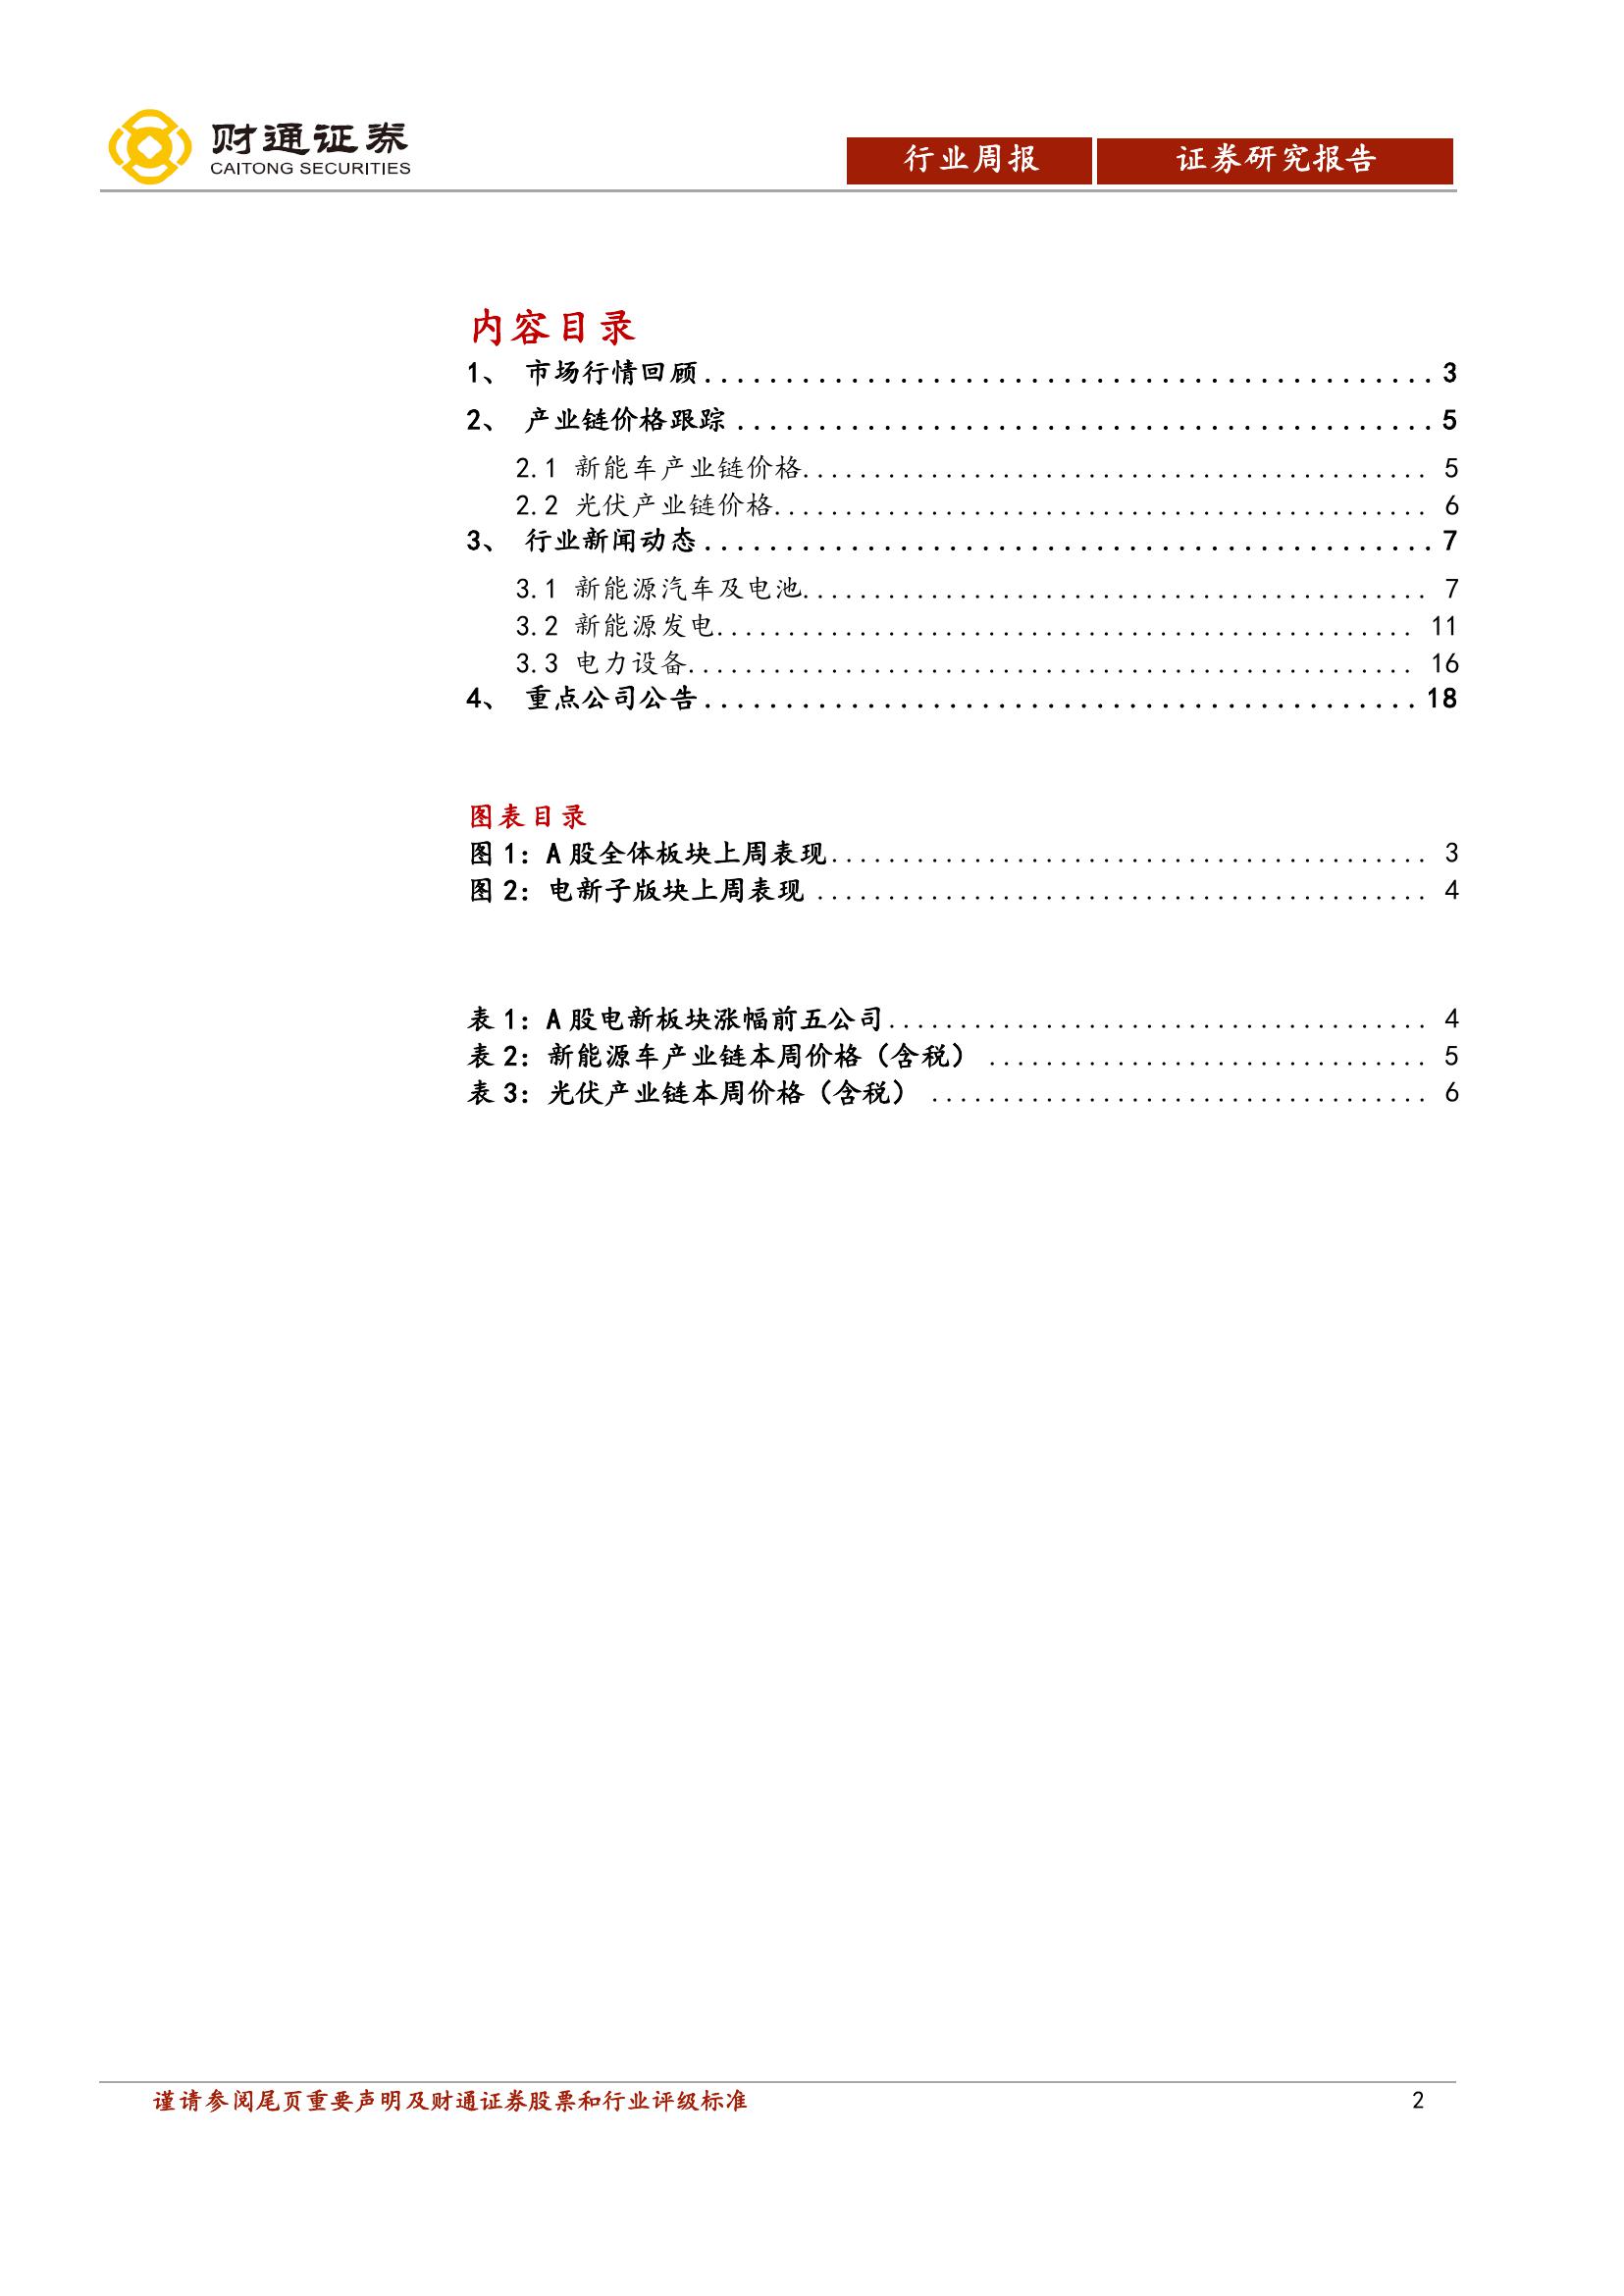 财通证券
CAITONG SECURITIES
行业周报 证券研究报告
内容目录
1、 市场行情回顾............................................. 3
2、 产业链价格跟踪 ........................................... 5
2.1 新能车产业链价格............................................ 5
2.2 光伏产业链价格.............................................. 6
3、 行业新闻动态............................................. 7
3.1 新能源汽车及电池............................................ 7
3.2 新能源发电................................................. 11
3.3 电力设备................................................... 16
4、 重点公司公告............................................ 18
图表目录
图 1：A 股全体板块上周表现.......................................... 3
图 2：电新子版块上周表现 ........................................... 4
表 1：A 股电新板块涨幅前五公司...................................... 4
表 2：新能源车产业链本周价格（含税） ............................... 5
表 3：光伏产业链本周价格（含税） ................................... 6
谨请参阅尾页重要声明及财通证券股票和行业评级标准 2